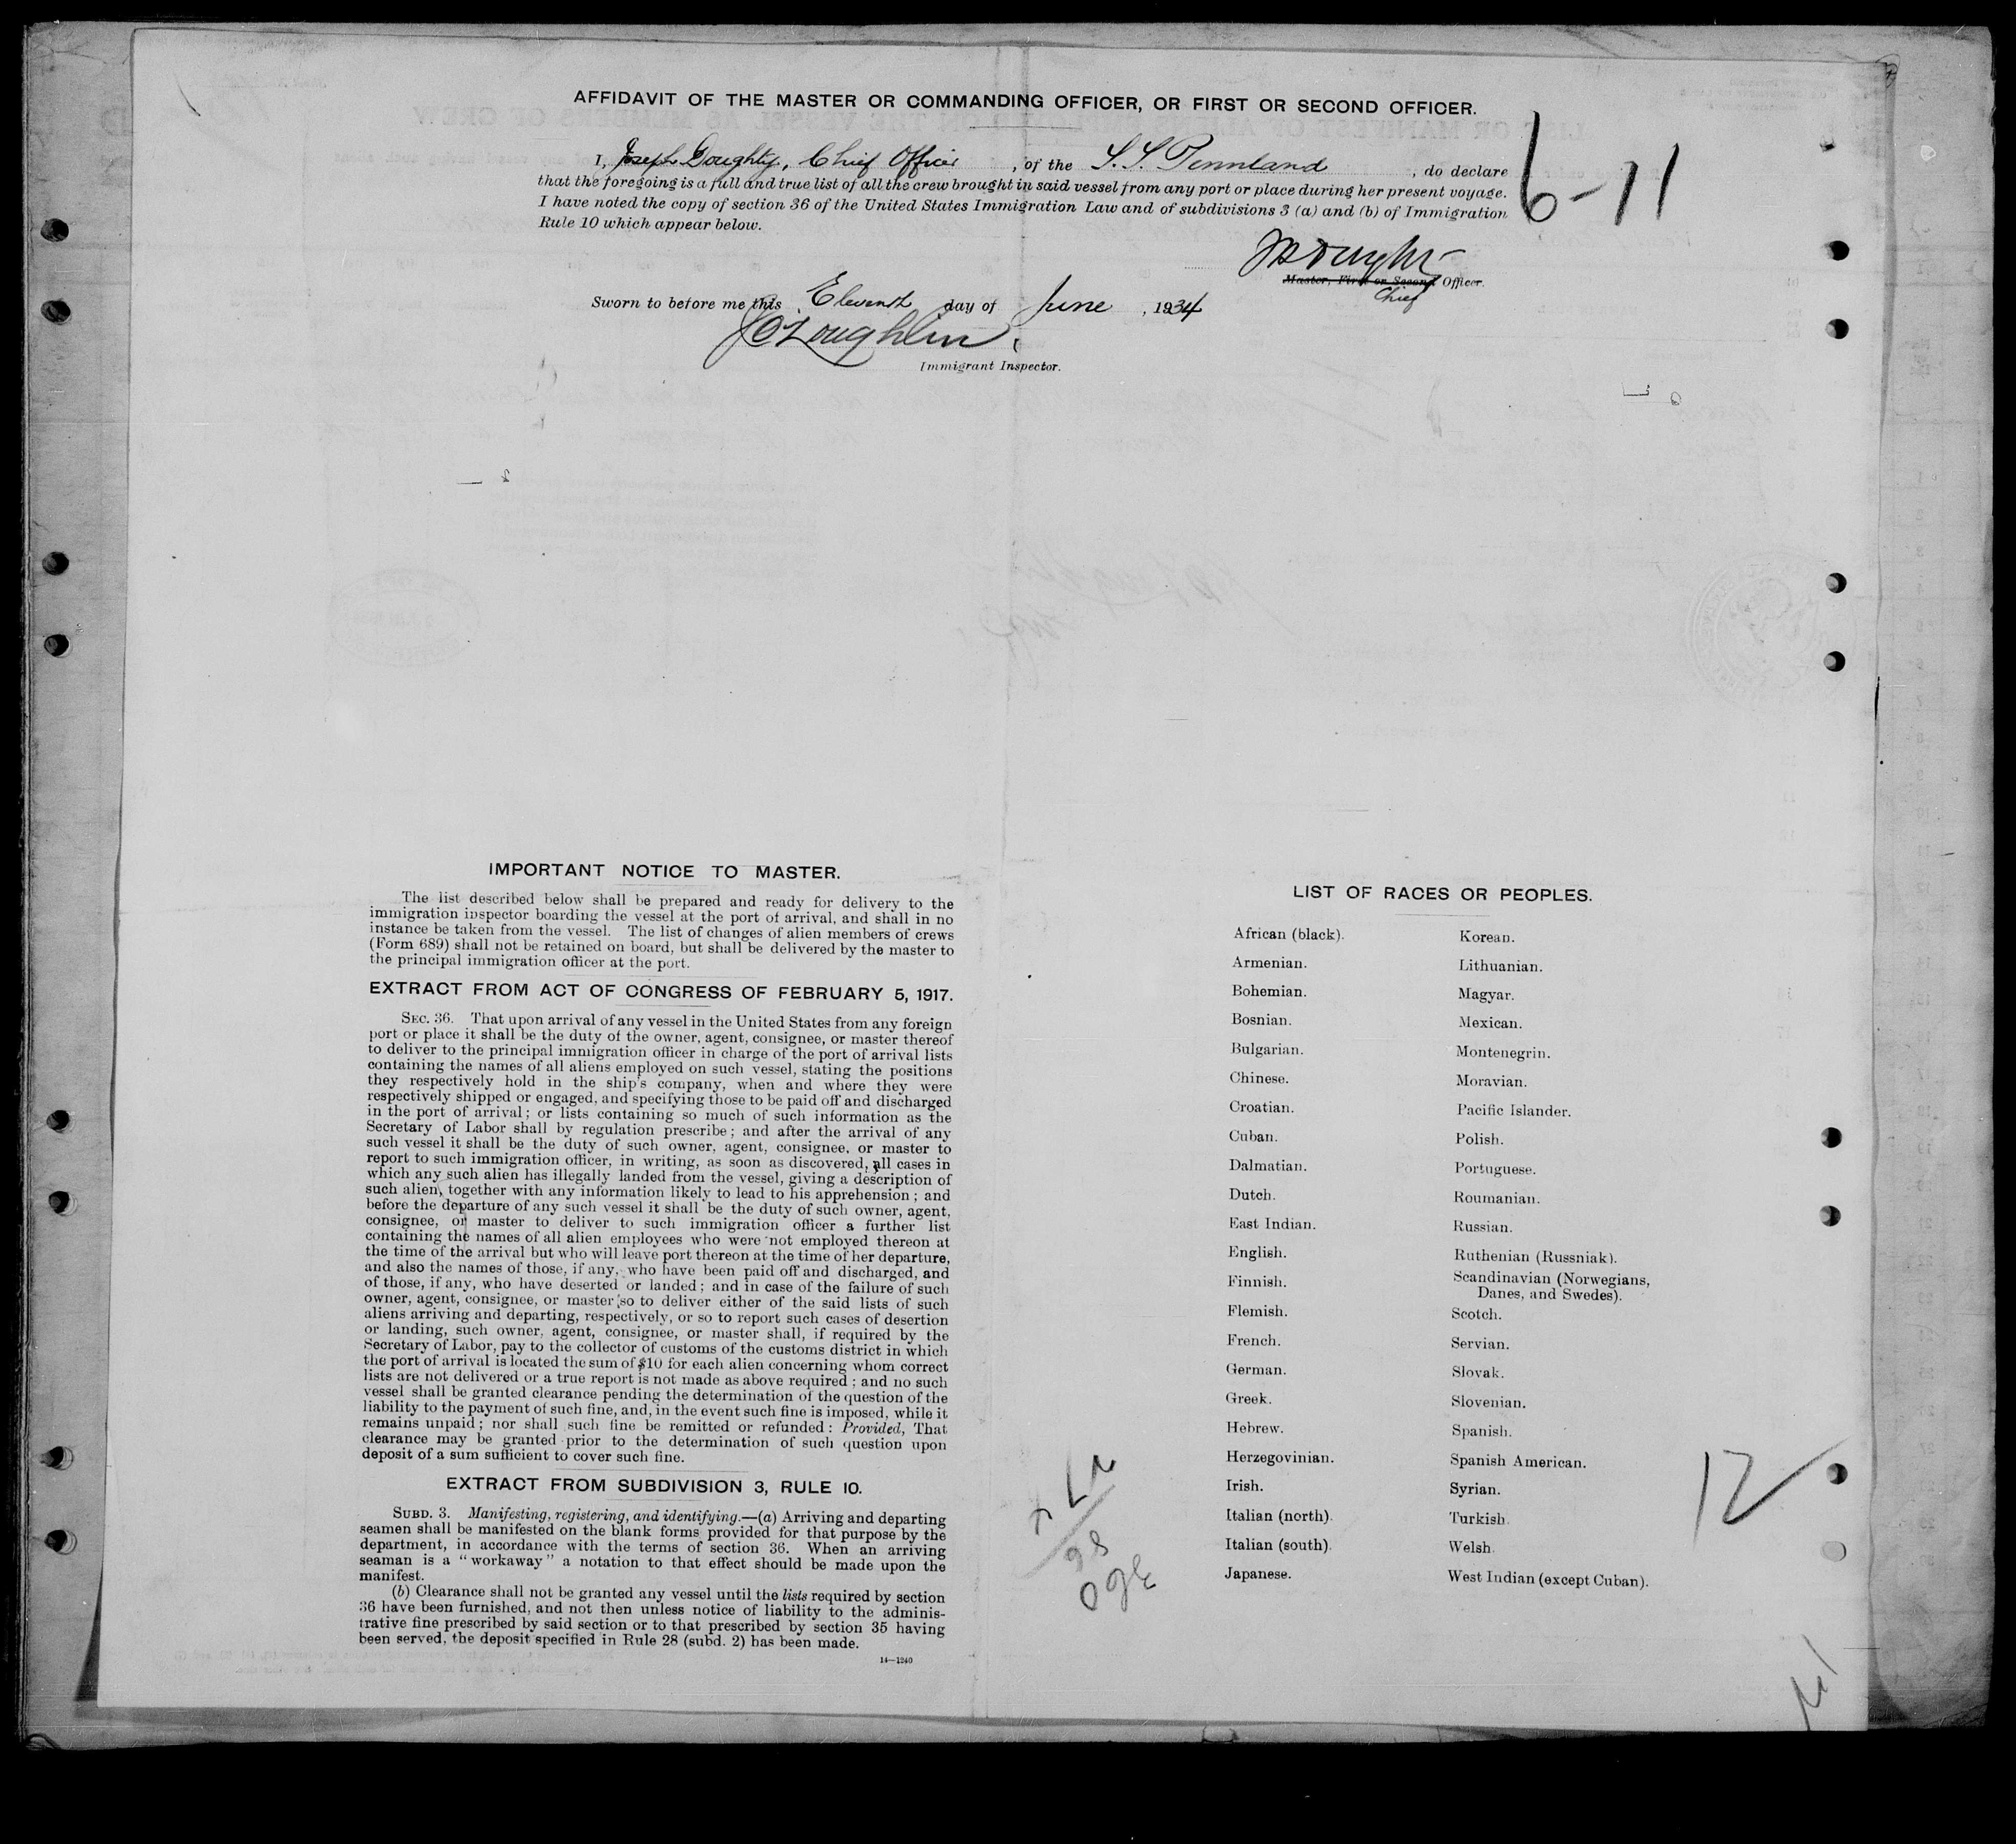 AFFIDAVIT OF THE MASTER OR COMMANDING OFFICER, OR FIRST OR SECOND OFFICER.
I, Joseph Doughty, Chief Officer, of the S.S. Pennland, do declare
that the foregoing is a full and true list of all the crew brought in said vessel from any port or place during her present voyage.
I have noted the copy of section 36 of the United States Immigration Law and of subdivisions 3 (a) and (b) of Immigration
Rule 10 which appear below.
6-11
Master, First or Second Officer.
Chief
Sworn to before me this Eleventh day of June, 1934
Immigrant Inspector.
IMPORTANT NOTICE TO MASTER.
The list described below shall be prepared and ready for delivery to the
immigration inspector boarding the vessel at the port of arrival, and shall in no
instance be taken from the vessel. The list of changes of alien members of crews
(Form 689) shall not be retained on board, but shall be delivered by the master to
the principal immigration officer at the port.
EXTRACT FROM ACT OF CONGRESS OF FEBRUARY 5, 1917.
SEC. 36. That upon arrival of any vessel in the United States from any foreign
port or place it shall be the duty of the owner, agent, consignee, or master thereof
to deliver to the principal immigration officer in charge of the port of arrival lists
containing the names of all aliens employed on such vessel, stating the positions
they respectively hold in the ship's company, when and where they were
respectively shipped or engaged, and specifying those to be paid off and discharged
in the port of arrival; or lists containing so much of such information as the
Secretary of Labor shall by regulation prescribe; and after the arrival of any
such vessel it shall be the duty of such owner, agent, consignee, or master to
report to such immigration officer, in writing, as soon as discovered, all cases in
which any such alien has illegally landed from the vessel, giving a description of
such alien, together with any information likely to lead to his apprehension; and
before the departure of any such vessel it shall be the duty of such owner, agent,
consignee, or master to deliver to such immigration officer a further list
containing the names of all alien employees who were not employed thereon at
the time of the arrival but who will leave port thereon at the time of her departure,
and also the names of those, if any, who have been paid off and discharged, and
of those, if any, who have deserted or landed; and in case of the failure of such
owner, agent, consignee, or master so to deliver either of the said lists of such
aliens arriving and departing, respectively, or so to report such cases of desertion
or landing, such owner, agent, consignee, or master shall, if required by the
Secretary of Labor, pay to the collector of customs of the customs district in which
the port of arrival is located the sum of $10 for each alien concerning whom correct
lists are not delivered or a true report is not made as above required; and no such
vessel shall be granted clearance pending the determination of the question of the
liability to the payment of such fine, and, in the event such fine is imposed, while it
remains unpaid; nor shall such fine be remitted or refunded: Provided, That
clearance may be granted prior to the determination of such question upon
deposit of a sum sufficient to cover such fine.
EXTRACT FROM SUBDIVISION 3, RULE 10.
SUBD. 3. Manifesting, registering, and identifying.—(a) Arriving and departing
seamen shall be manifested on the blank forms provided for that purpose by the
department, in accordance with the terms of section 36. When an arriving
seaman is a "workaway" a notation to that effect should be made upon the
manifest.
(b) Clearance shall not be granted any vessel until the lists required by section
36 have been furnished, and not then unless notice of liability to the adminis-
trative fine prescribed by said section or to that prescribed by section 35 having
been served, the deposit specified in Rule 28 (subd. 2) has been made.
14—1240
LIST OF RACES OR PEOPLES.
African (black).
Armenian.
Bohemian.
Bosnian.
Bulgarian.
Chinese.
Croatian.
Cuban.
Dalmatian.
Dutch.
East Indian.
English.
Finnish.
Flemish.
French.
German.
Greek.
Hebrew.
Herzegovinian.
Irish.
Italian (north).
Italian (south).
Japanese.
Korean.
Lithuanian.
Magyar.
Mexican.
Montenegrin.
Moravian.
Pacific Islander.
Polish.
Portuguese.
Roumanian.
Russian.
Ruthenian (Russniak).
Scandinavian (Norwegians,
Danes, and Swedes).
Scotch.
Servian.
Slovak.
Slovenian.
Spanish.
Spanish American.
Syrian.
Turkish.
Welsh.
West Indian (except Cuban).
12